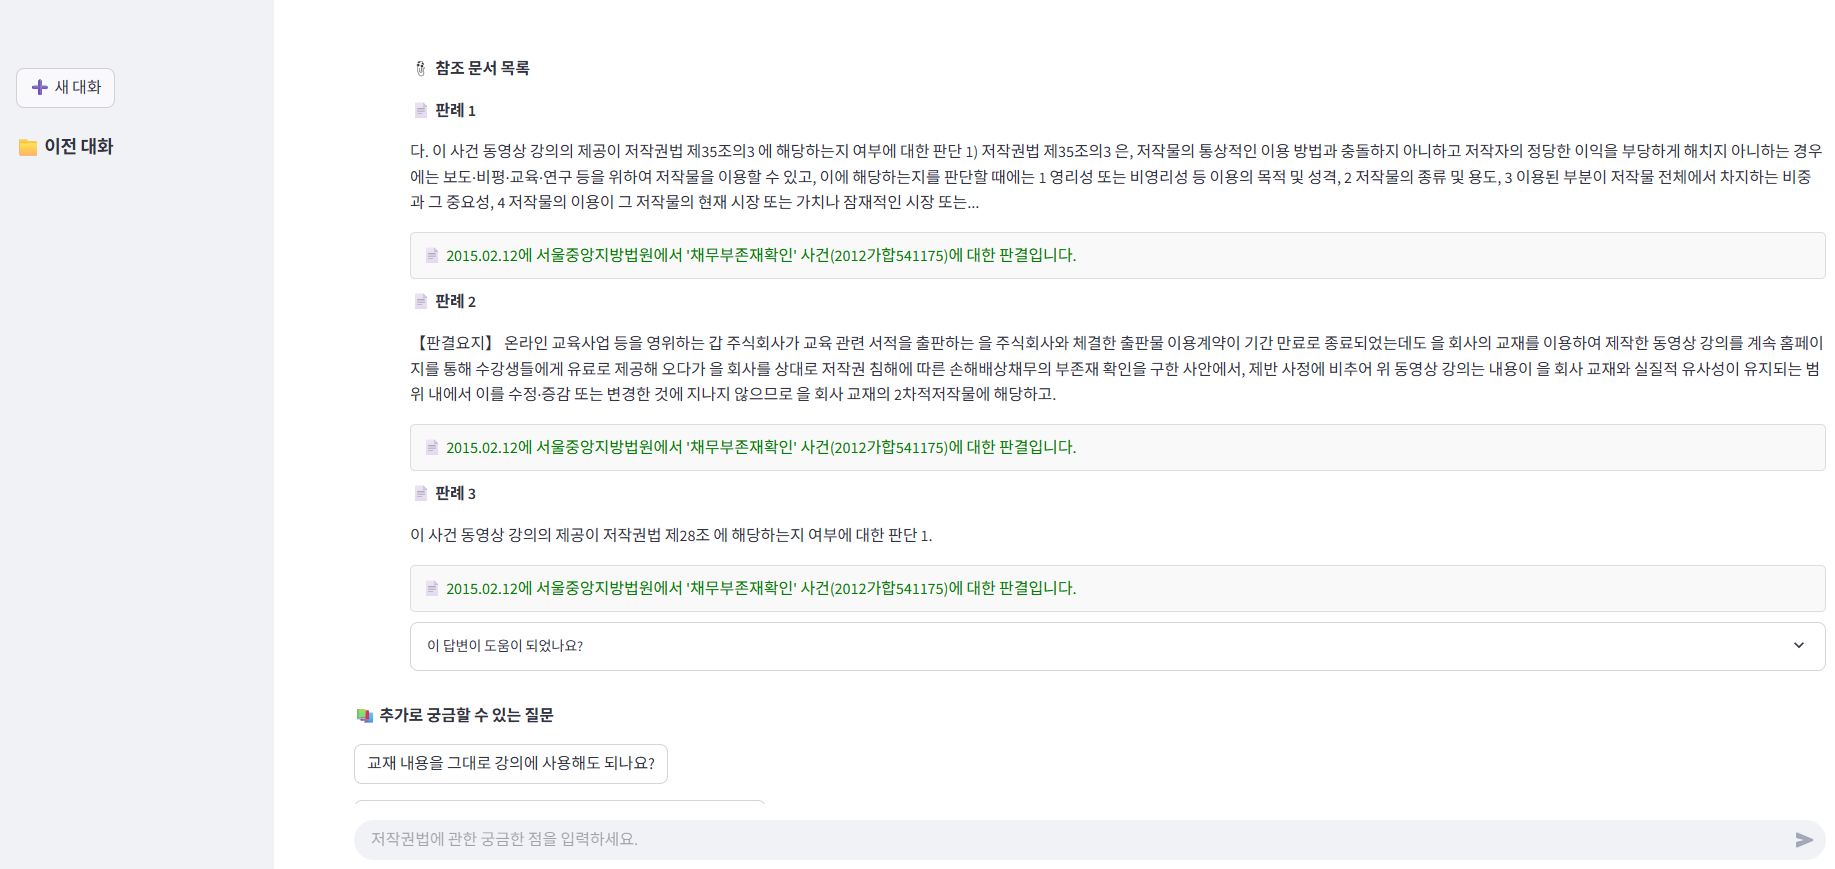 새 대화
이전 대화
참조 문서 목록
판례 1
다. 이 사건 동영상 강의의 제공이 저작권법 제35조의3 에 해당하는지 여부에 대한 판단 1) 저작권법 제35조의3 은, 저작물의 통상적인 이용 방법과 충돌하지 아니하고 저작자의 정당한 이익을 부당하게 해치지 아니하는 경우
에는 보도·비평·교육·연구 등을 위하여 저작물을 이용할 수 있고, 이에 해당하는지를 판단할 때에는 1 영리성 또는 비영리성 등 이용의 목적 및 성격, 2 저작물의 종류 및 용도, 3 이용된 부분이 저작물 전체에서 차지하는 비중
과 그 중요성, 4 저작물의 이용이 그 저작물의 현재 시장 또는 가치나 잠재적인 시장 또는...
2015.02.12에 서울중앙지방법원에서 '채무부존재확인' 사건(2012가합541175)에 대한 판결입니다.
판례 2
【판결요지】 온라인 교육사업 등을 영위하는 갑 주식회사가 교육 관련 서적을 출판하는 을 주식회사와 체결한 출판물 이용계약이 기간 만료로 종료되었는데도 을 회사의 교재를 이용하여 제작한 동영상 강의를 계속 홈페이
지를 통해 수강생들에게 유료로 제공해 오다가 을 회사를 상대로 저작권 침해에 따른 손해배상채무의 부존재 확인을 구한 사안에서, 제반 사정에 비추어 위 동영상 강의는 내용이 을 회사 교재와 실질적 유사성이 유지되는 범
위 내에서 이를 수정·증감 또는 변경한 것에 지나지 않으므로 을 회사 교재의 2차적저작물에 해당하고.
2015.02.12에 서울중앙지방법원에서 '채무부존재확인' 사건(2012가합541175)에 대한 판결입니다.
판례 3
이 사건 동영상 강의의 제공이 저작권법 제28조 에 해당하는지 여부에 대한 판단 1.
2015.02.12에 서울중앙지방법원에서 '채무부존재확인' 사건(2012가합541175)에 대한 판결입니다.
이 답변이 도움이 되었나요?
추가로 궁금할 수 있는 질문
교재 내용을 그대로 강의에 사용해도 되나요?
저작권법에 관한 궁금한 점을 입력하세요.